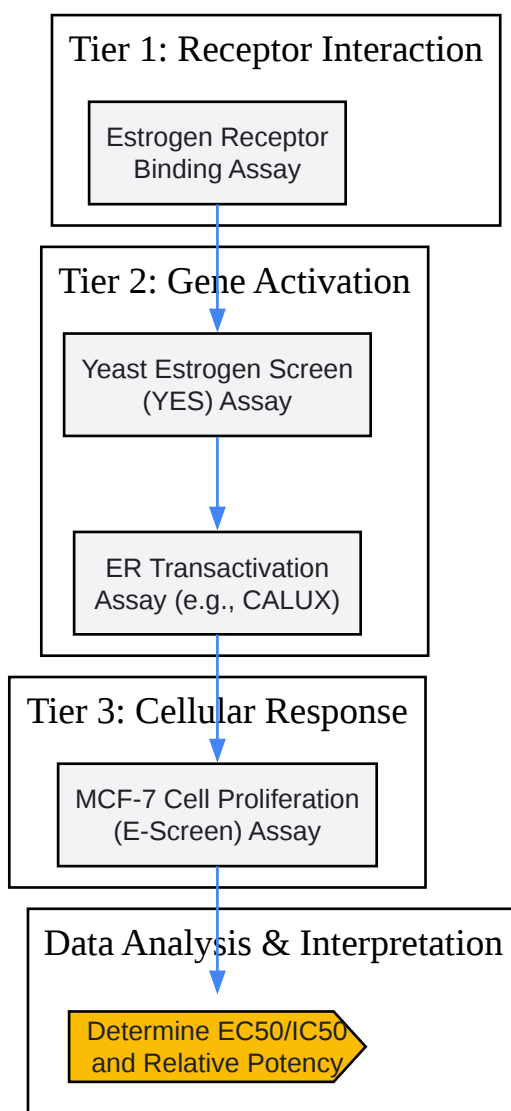 Tier 1: Receptor Interaction
Estrogen Receptor
Binding Assay
Tier 2: Gene Activation
Yeast Estrogen Screen
(YES) Assay
ER Transactivation
Assay (e.g., CALUX)
Tier 3: Cellular Response
MCF-7 Cell Proliferation
(E-Screen) Assay
Data Analysis & Interpretation
Determine EC50/IC50
and Relative Potency